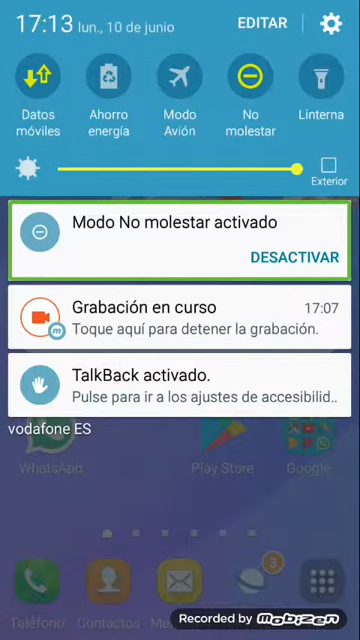 17:13 lun., 10 de junio EDITAR
Datos móviles
Ahorro energía
Modo Avión
No molestar
Linterna
Exterior
Modo No molestar activado
DESACTIVAR
Grabación en curso 17:07
Toque aquí para detener la grabación.
TalkBack activado.
Pulse para ir a los ajustes de accesibilid..
vodafone ES
WhatsApp Play Store Google
3
Teléfono Contactos
Recorded by Mobizen